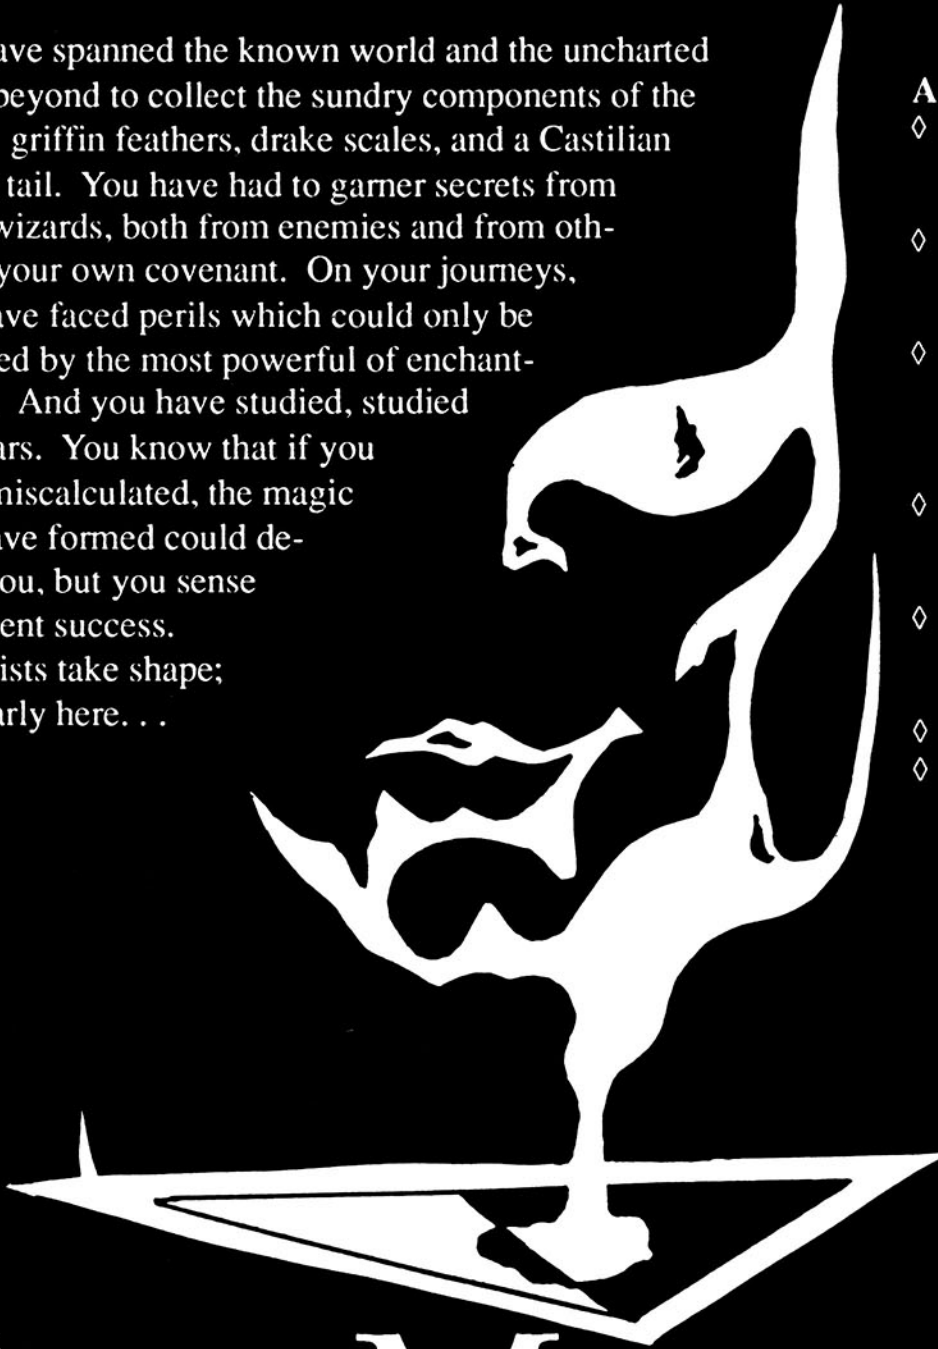 ave spanned the known world and the uncharted
beyond to collect the sundry components of the
griffin feathers, drake scales, and a Castilian
tail. You have had to garner secrets from
wizards, both from enemies and from oth-
your own covenant. On your journeys,
ave faced perils which could only be
ed by the most powerful of enchant-
And you have studied, studied
ars. You know that if you
miscalculated, the magic
ave formed could de-
ou, but you sense
ent success.
ists take shape;
arly here. . .
A
◊
◊
◊
◊
◊
◊
◊
M